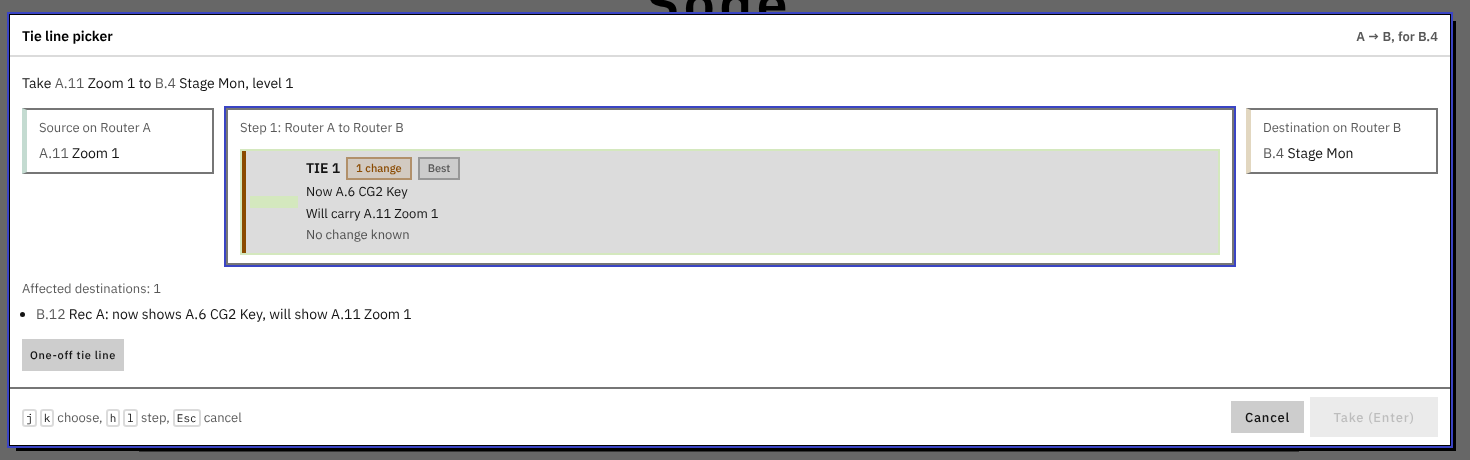 Tie line picker
A → B, for B.4
Take A.11 Zoom 1 to B.4 Stage Mon, level 1
Source on Router A
A.11 Zoom 1
Step 1: Router A to Router B
TIE 1 1 change Best
Now A.6 CG2 Key
Will carry A.11 Zoom 1
No change known
Destination on Router B
B.4 Stage Mon
Affected destinations: 1
B.12 Rec A: now shows A.6 CG2 Key, will show A.11 Zoom 1
One-off tie line
j k choose, h l step, Esc cancel
Cancel
Take (Enter)